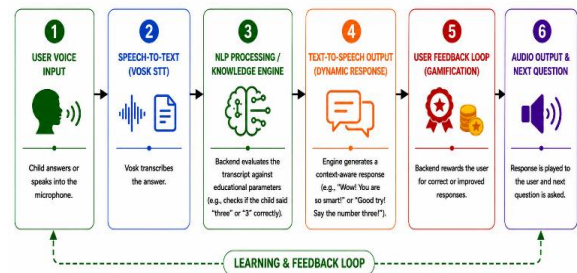 1
USER VOICE
INPUT
Child answers or
speaks into the
microphone.
2
SPEECH-TO-TEXT
(VOSK STT)
Vosk transcribes
the answer.
3
NLP PROCESSING /
KNOWLEDGE ENGINE
Backend evaluates the
transcript against
educational parameters
(e.g., checks if the child said
"three" or "3" correctly).
4
TEXT-TO-SPEECH OUTPUT
(DYNAMIC RESPONSE)
Engine generates a
context-aware response
(e.g., "Wow! You are
so smart!" or "Good try!
Say the number three!").
5
USER FEEDBACK LOOP
(GAMIFICATION)
Backend rewards the
user for correct or improved
responses.
6
AUDIO OUTPUT &
NEXT QUESTION
Response is played to
the user and next
question is asked.
LEARNING & FEEDBACK LOOP